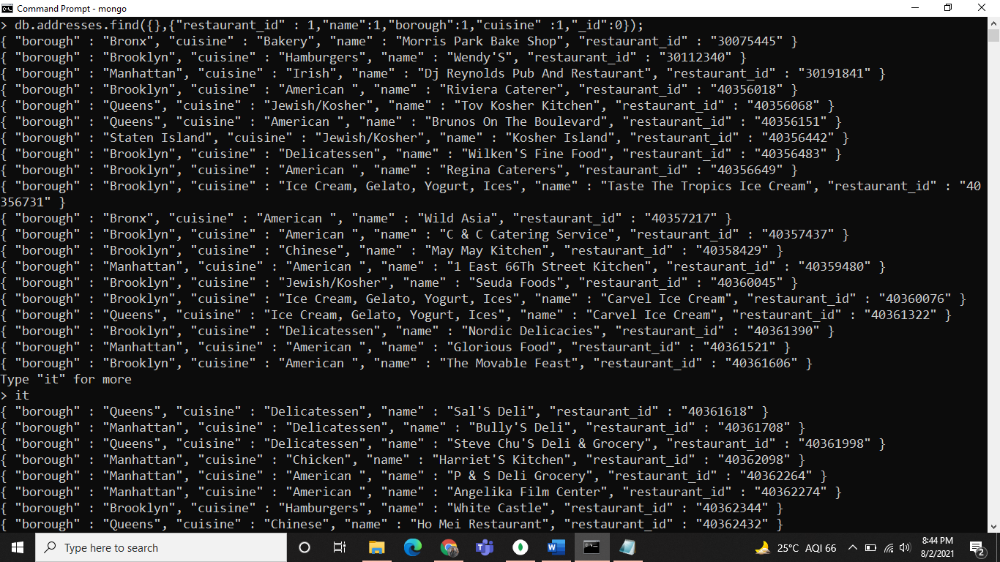 Command Prompt - mongo
> db.addresses.find({},{"restaurant_id" : 1,"name":1,"borough":1,"cuisine" :1,"_id":0});
{ "borough" : "Bronx", "cuisine" : "Bakery", "name" : "Morris Park Bake Shop", "restaurant_id" : "30075445" }
{ "borough" : "Brooklyn", "cuisine" : "Hamburgers", "name" : "Wendy'S", "restaurant_id" : "30112340" }
{ "borough" : "Manhattan", "cuisine" : "Irish", "name" : "Dj Reynolds Pub And Restaurant", "restaurant_id" : "30191841" }
{ "borough" : "Brooklyn", "cuisine" : "American ", "name" : "Riviera Caterer", "restaurant_id" : "40356018" }
{ "borough" : "Queens", "cuisine" : "Jewish/Kosher", "name" : "Tov Kosher Kitchen", "restaurant_id" : "40356068" }
{ "borough" : "Queens", "cuisine" : "American ", "name" : "Brunos On The Boulevard", "restaurant_id" : "40356151" }
{ "borough" : "Staten Island", "cuisine" : "Jewish/Kosher", "name" : "Kosher Island", "restaurant_id" : "40356442" }
{ "borough" : "Brooklyn", "cuisine" : "Delicatessen", "name" : "Wilken'S Fine Food", "restaurant_id" : "40356483" }
{ "borough" : "Brooklyn", "cuisine" : "American ", "name" : "Regina Caterers", "restaurant_id" : "40356649" }
{ "borough" : "Brooklyn", "cuisine" : "Ice Cream, Gelato, Yogurt, Ices", "name" : "Taste The Tropics Ice Cream", "restaurant_id" : "40
356731" }
{ "borough" : "Bronx", "cuisine" : "American ", "name" : "Wild Asia", "restaurant_id" : "40357217" }
{ "borough" : "Brooklyn", "cuisine" : "American ", "name" : "C & C Catering Service", "restaurant_id" : "40357437" }
{ "borough" : "Brooklyn", "cuisine" : "Chinese", "name" : "May May Kitchen", "restaurant_id" : "40358429" }
{ "borough" : "Manhattan", "cuisine" : "American ", "name" : "1 East 66Th Street Kitchen", "restaurant_id" : "40359480" }
{ "borough" : "Brooklyn", "cuisine" : "Jewish/Kosher", "name" : "Seuda Foods", "restaurant_id" : "40360045" }
{ "borough" : "Brooklyn", "cuisine" : "Ice Cream, Gelato, Yogurt, Ices", "name" : "Carvel Ice Cream", "restaurant_id" : "40360076" }
{ "borough" : "Queens", "cuisine" : "Ice Cream, Gelato, Yogurt, Ices", "name" : "Carvel Ice Cream", "restaurant_id" : "40361322" }
{ "borough" : "Brooklyn", "cuisine" : "Delicatessen", "name" : "Nordic Delicacies", "restaurant_id" : "40361390" }
{ "borough" : "Manhattan", "cuisine" : "American ", "name" : "Glorious Food", "restaurant_id" : "40361521" }
{ "borough" : "Brooklyn", "cuisine" : "American ", "name" : "The Movable Feast", "restaurant_id" : "40361606" }
Type "it" for more
> it
{ "borough" : "Queens", "cuisine" : "Delicatessen", "name" : "Sal'S Deli", "restaurant_id" : "40361618" }
{ "borough" : "Manhattan", "cuisine" : "Delicatessen", "name" : "Bully'S Deli", "restaurant_id" : "40361708" }
{ "borough" : "Queens", "cuisine" : "Delicatessen", "name" : "Steve Chu'S Deli & Grocery", "restaurant_id" : "40361998" }
{ "borough" : "Manhattan", "cuisine" : "Chicken", "name" : "Harriet'S Kitchen", "restaurant_id" : "40362098" }
{ "borough" : "Manhattan", "cuisine" : "American ", "name" : "P & S Deli Grocery", "restaurant_id" : "40362264" }
{ "borough" : "Manhattan", "cuisine" : "American ", "name" : "Angelika Film Center", "restaurant_id" : "40362274" }
{ "borough" : "Brooklyn", "cuisine" : "Hamburgers", "name" : "White Castle", "restaurant_id" : "40362344" }
{ "borough" : "Queens", "cuisine" : "Chinese", "name" : "Ho Mei Restaurant", "restaurant_id" : "40362432" }
Type here to search
25°C AQI 66
8:44 PM
8/2/2021
2